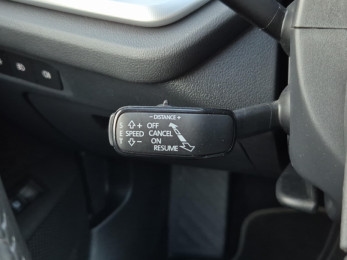 - DISTANCE +
S ⇧ + OFF
E SPEED CANCEL
T ⇩ - ON
RESUME